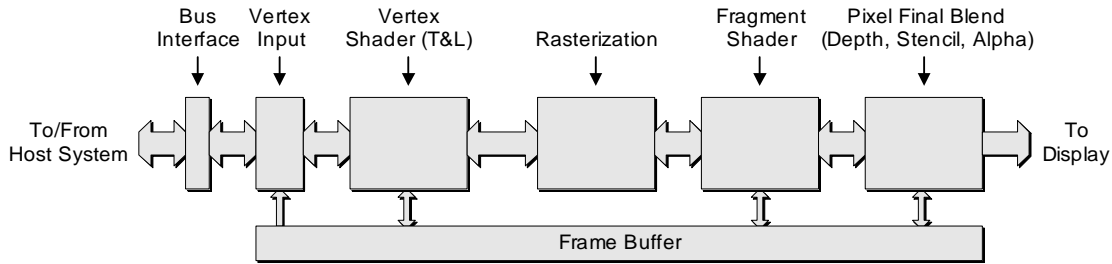 Bus
Interface
Vertex
Input
Vertex
Shader (T&L)
Rasterization
Fragment
Shader
Pixel Final Blend
(Depth, Stencil, Alpha)
To/From
Host System
To
Display
Frame Buffer